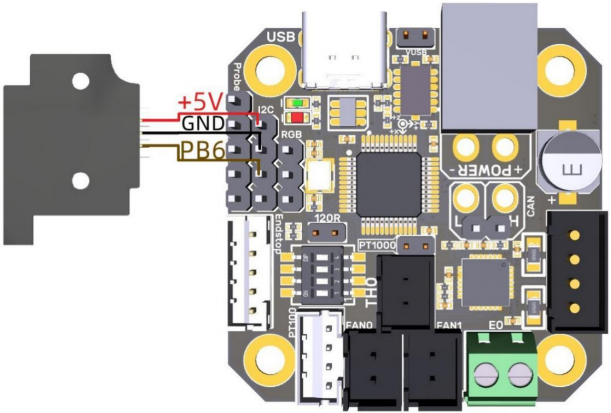 USB
VUSB
Probe
+5V
I2C
GND
RGB
PB6
+POWER-
CAN
L
H
Endstop
120R
PT1000
TH0
PT100
FAN0
FAN1
E0